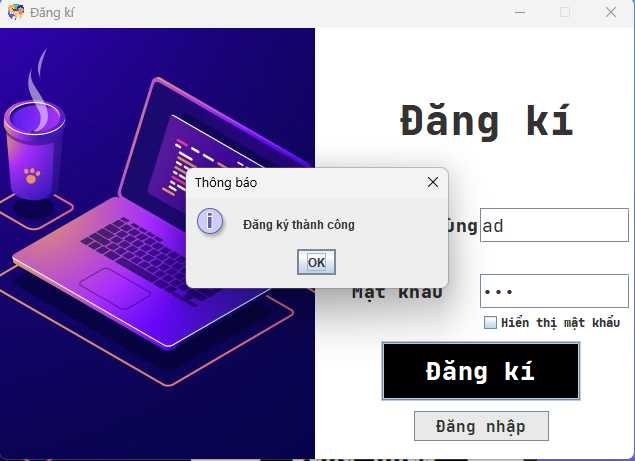 Đăng kí
Đăng kí
Thông báo
Đăng ký thành công
OK
ad
Mật khẩu
•••
Hiển thị mật khẩu
Đăng kí
Đăng nhập